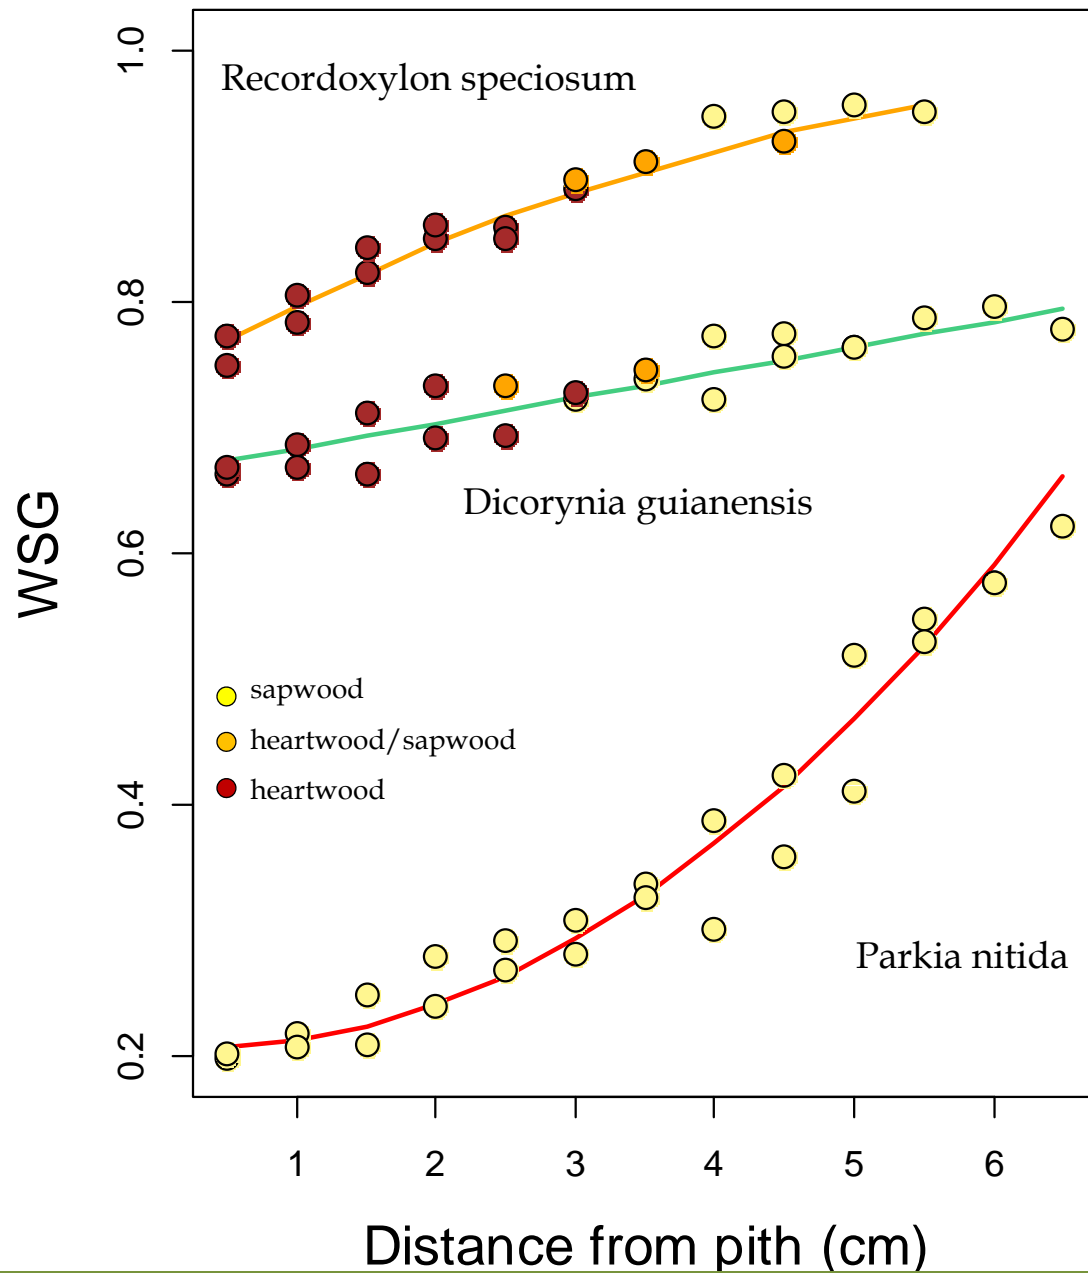 Recordoxylon speciosum
Dicorynia guianensis
Parkia nitida
sapwood
heartwood/sapwood
heartwood
WSG
1.0
0.8
0.6
0.4
0.2
1 2 3 4 5 6
Distance from pith (cm)